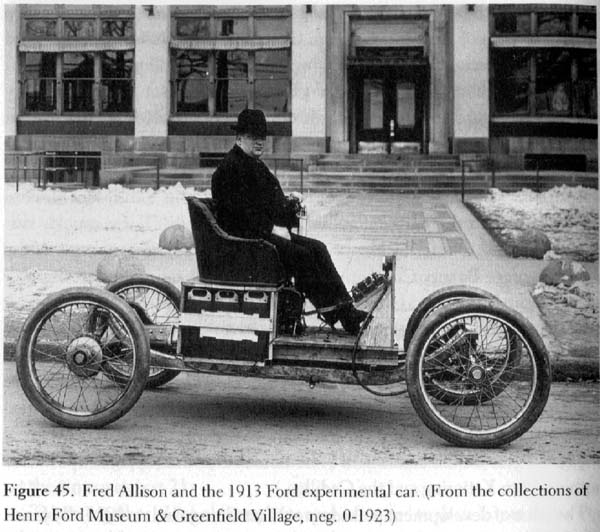 Figure 45. Fred Allison and the 1913 Ford experimental car. (From the collections of
Henry Ford Museum & Greenfield Village, neg. 0-1923)